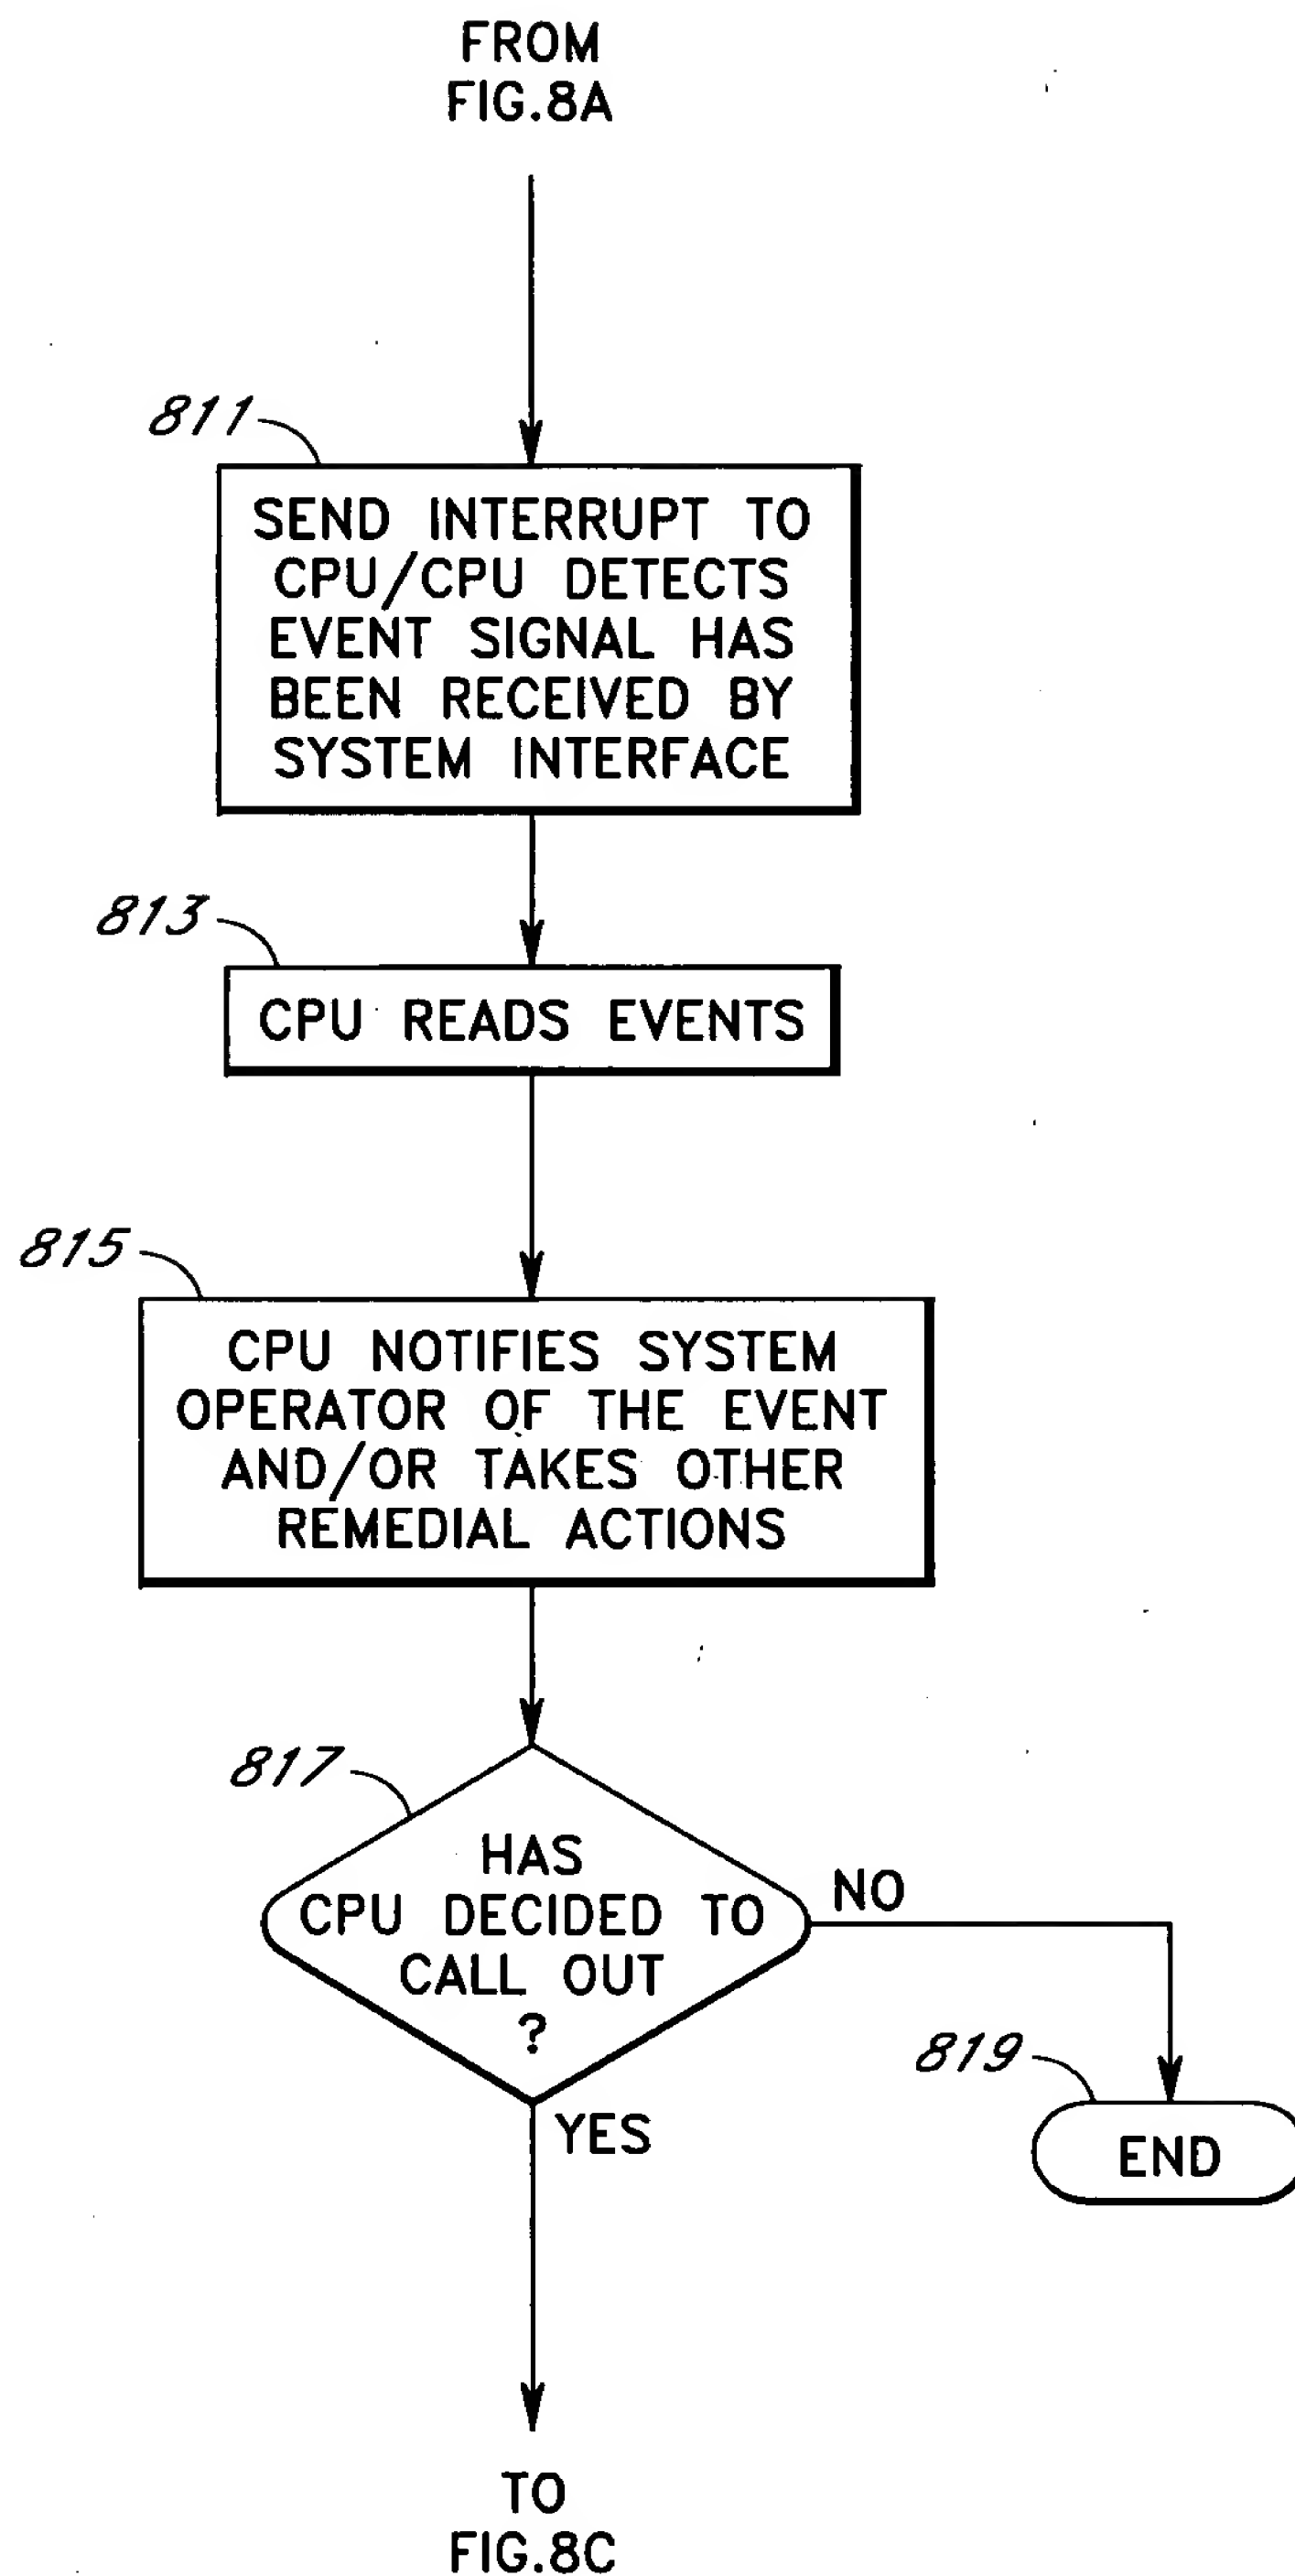 FROM
FIG.8A
811
SEND INTERRUPT TO
CPU/CPU DETECTS
EVENT SIGNAL HAS
BEEN RECEIVED BY
SYSTEM INTERFACE
813
CPU READS EVENTS
815
CPU NOTIFIES SYSTEM
OPERATOR OF THE EVENT
AND/OR TAKES OTHER
REMEDIAL ACTIONS
817
HAS
CPU DECIDED TO
CALL OUT
?
NO
819
END
YES
TO
FIG.8C